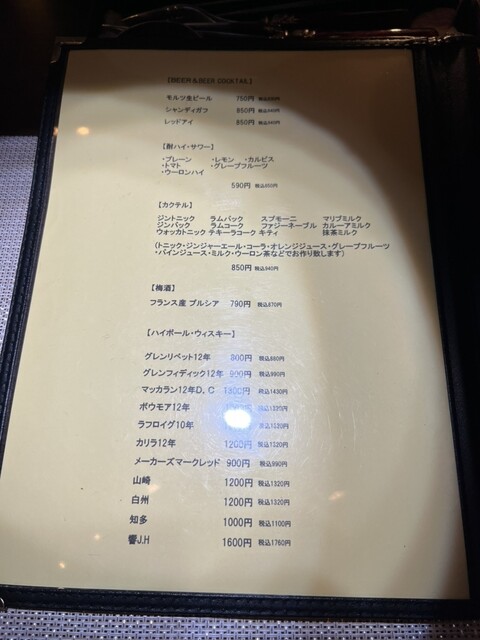 【BEER＆BEER COCKTAIL】
モルツ生ビール 750円
シャンディガフ 850円 税込940円
レッドアイ 850円 税込940円
【酎ハイ・サワー】
・プレーン ・レモン ・カルピス
・トマト ・グレープフルーツ
・ウーロンハイ
590円 税込650円
【カクテル】
ジントニック ラムバック スプモーニ マリブミルク
ジンバック ラムコーク ファジーネーブル カルーアミルク
ウォッカトニック テキーラコーク キティ 抹茶ミルク
(トニック・ジンジャーエール・コーラ・オレンジジュース・グレープフルーツ
・パインジュース・ミルク・ウーロン茶などでお作り致します)
850円 税込940円
【梅酒】
フランス産 プルシア 790円 税込870円
【ハイボール・ウィスキー】
グレンリベット12年 800円 税込880円
グレンフィディック12年 900円 税込990円
マッカラン12年D．C 1300円 税込1430円
ボウモア12年 税込1320円
ラフロイグ10年 税込1320円
カリラ12年 1200円 税込1320円
メーカーズマークレッド 900円 税込990円
山崎 1200円 税込1320円
白州 1200円 税込1320円
知多 1000円 税込1100円
響J.H 1600円 税込1760円